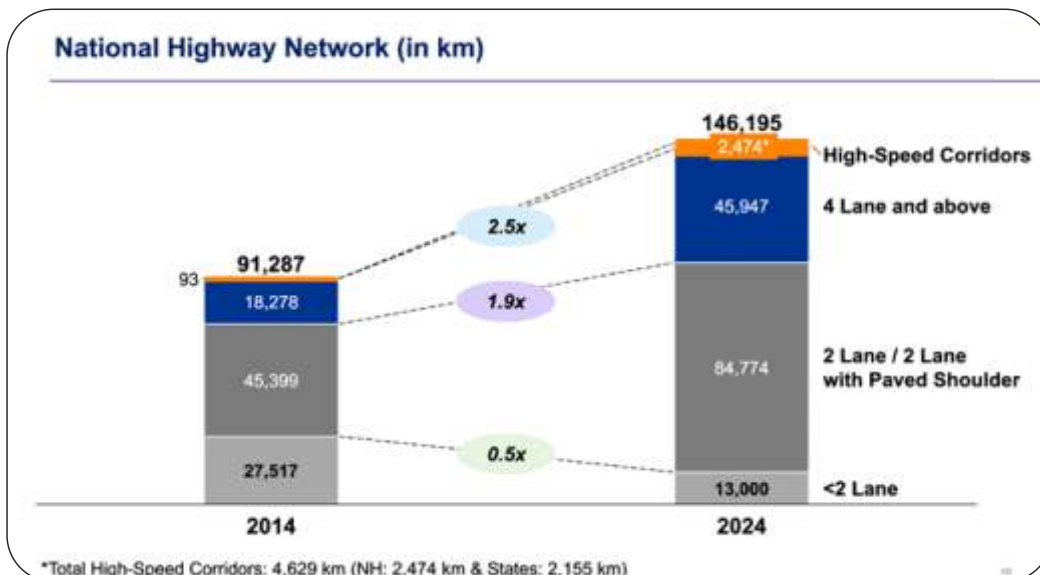 National Highway Network (in km)
146,195
2,474*
High-Speed Corridors
45,947
4 Lane and above
2.5x
91,287
93
18,278
1.9x
45,399
84,774
2 Lane / 2 Lane
with Paved Shoulder
0.5x
27,517
13,000
<2 Lane
2014
2024
*Total High-Speed Corridors: 4,629 km (NH: 2,474 km & States: 2,155 km)